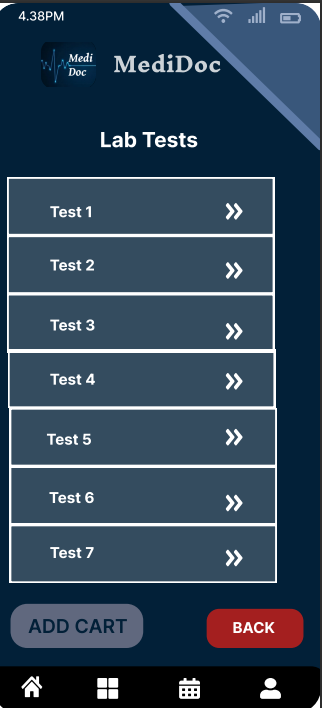 4.38PM
Medi
Doc
MediDoc
Lab Tests
Test 1
Test 2
Test 3
Test 4
Test 5
Test 6
Test 7
ADD CART
BACK